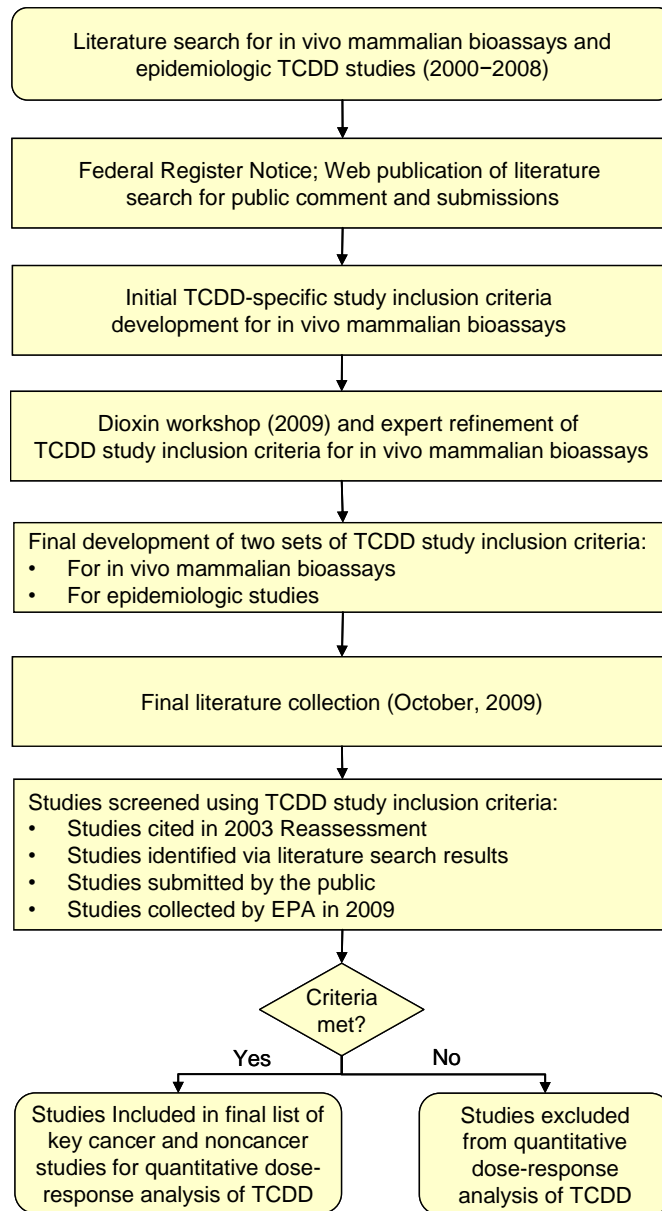 Literature search for in vivo mammalian bioassays and
epidemiologic TCDD studies (2000−2008)
Federal Register Notice; Web publication of literature
search for public comment and submissions
Initial TCDD-specific study inclusion criteria
development for in vivo mammalian bioassays
Dioxin workshop (2009) and expert refinement of
TCDD study inclusion criteria for in vivo mammalian bioassays
Final development of two sets of TCDD study inclusion criteria:
• For in vivo mammalian bioassays
• For epidemiologic studies
Final literature collection (October, 2009)
Studies screened using TCDD study inclusion criteria:
• Studies cited in 2003 Reassessment
• Studies identified via literature search results
• Studies submitted by the public
• Studies collected by EPA in 2009
Criteria
met?
Yes
No
Studies Included in final list of
key cancer and noncancer
studies for quantitative dose-
response analysis of TCDD
Studies excluded
from quantitative
dose-response
analysis of TCDD